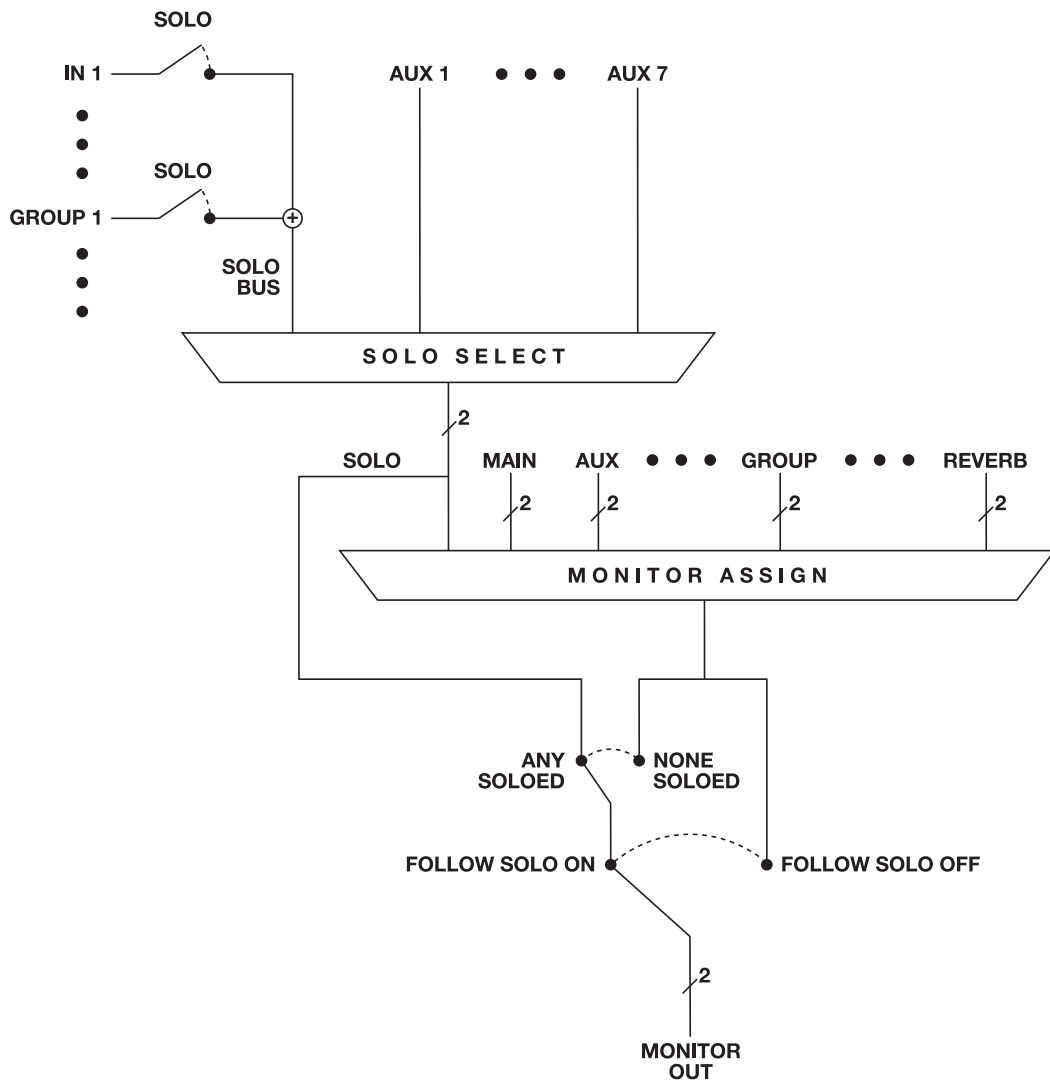 SOLO
IN 1
AUX 1
AUX 7
SOLO
GROUP 1
SOLO
BUS
SOLO SELECT
2
SOLO
MAIN
AUX
GROUP
REVERB
2
2
2
2
MONITOR ASSIGN
ANY
SOLOED
NONE
SOLOED
FOLLOW SOLO ON
FOLLOW SOLO OFF
2
MONITOR
OUT